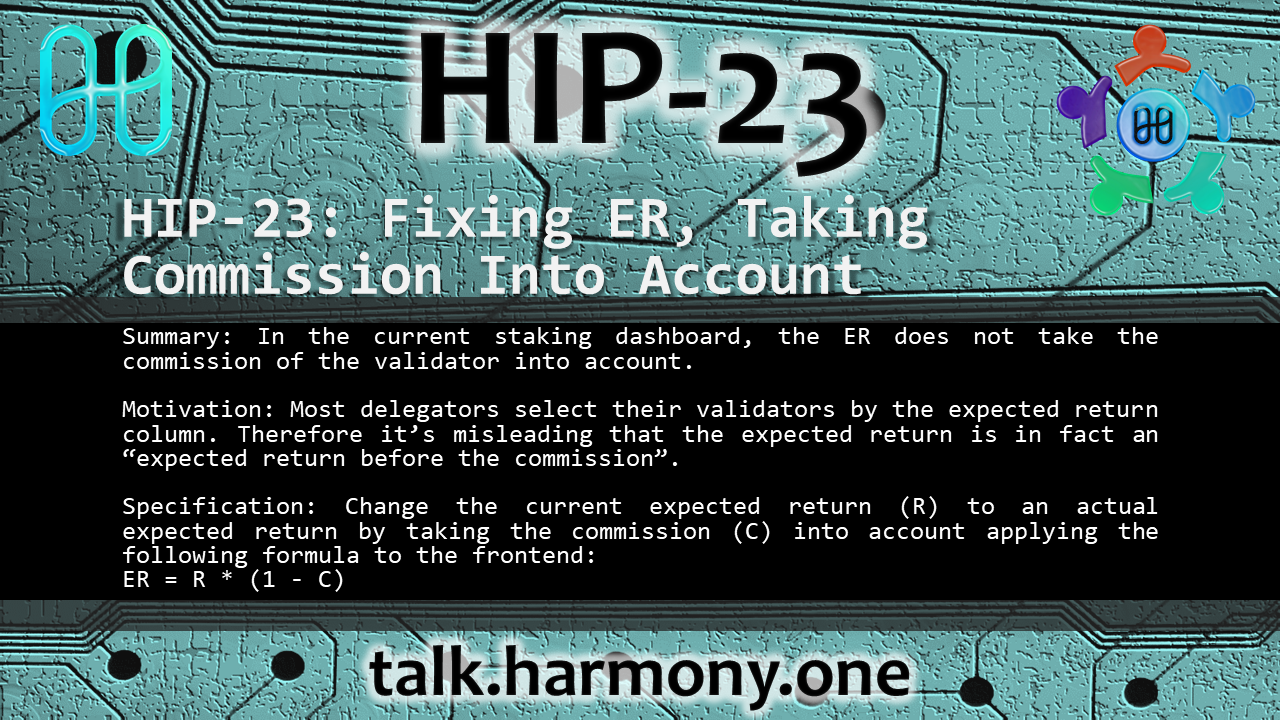 HIP-23
HIP-23: Fixing ER, Taking
Commission Into Account
Summary: In the current staking dashboard, the ER does not take the
commission of the validator into account.
Motivation: Most delegators select their validators by the expected return
column. Therefore it’s misleading that the expected return is in fact an
“expected return before the commission”.
Specification: Change the current expected return (R) to an actual
expected return by taking the commission (C) into account applying the
following formula to the frontend:
ER = R * (1 - C)
talk.harmony.one